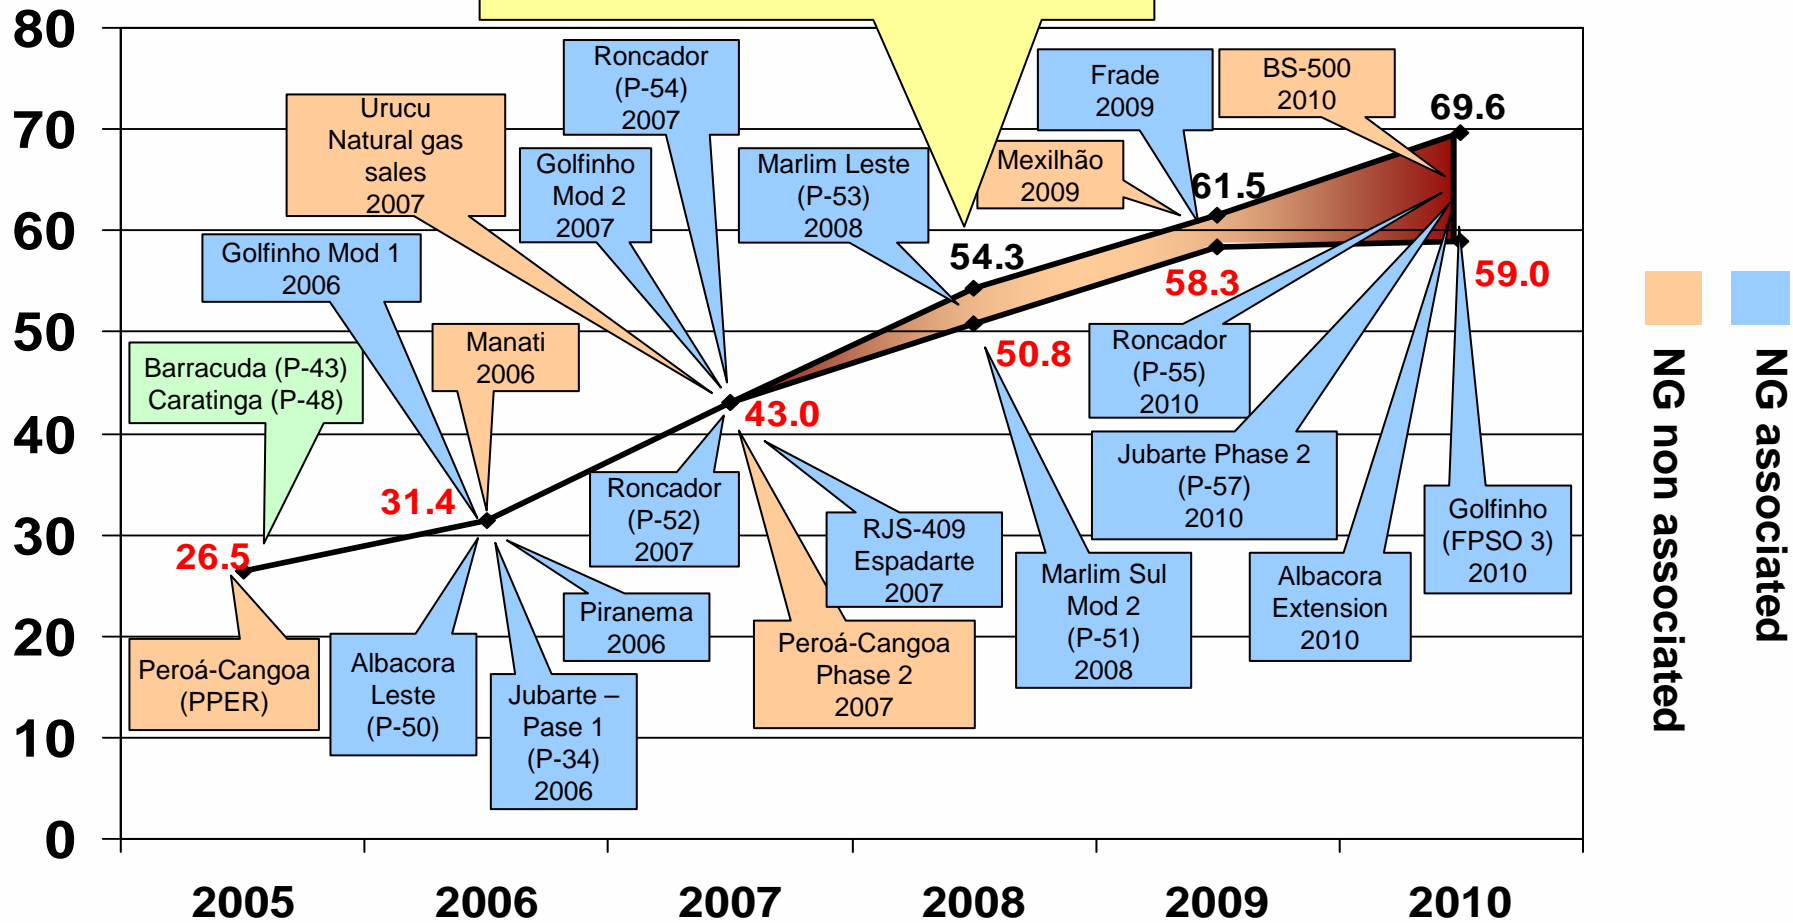 80
70
60
50
40
30
20
10
0
Urucu
Natural gas
sales
2007
Roncador
(P-54)
2007
Golfinho
Mod 2
2007
Golfinho Mod 1
2006
Manati
2006
Barracuda (P-43)
Caratinga (P-48)
Marlim Leste
(P-53)
2008
Mexilhão
2009
Frade
2009
BS-500
2010
69.6
61.5
54.3
59.0
58.3
50.8
43.0
31.4
26.5
Peroá-Cangoa
(PPER)
Albacora
Leste
(P-50)
Jubarte –
Pase 1
(P-34)
2006
Piranema
2006
Roncador
(P-52)
2007
RJS-409
Espadarte
2007
Peroá-Cangoa
Phase 2
2007
Marlim Sul
Mod 2
(P-51)
2008
Roncador
(P-55)
2010
Jubarte Phase 2
(P-57)
2010
Albacora
Extension
2010
Golfinho
(FPSO 3)
2010
2005
2006
2007
2008
2009
2010
NG non associated
NG associated